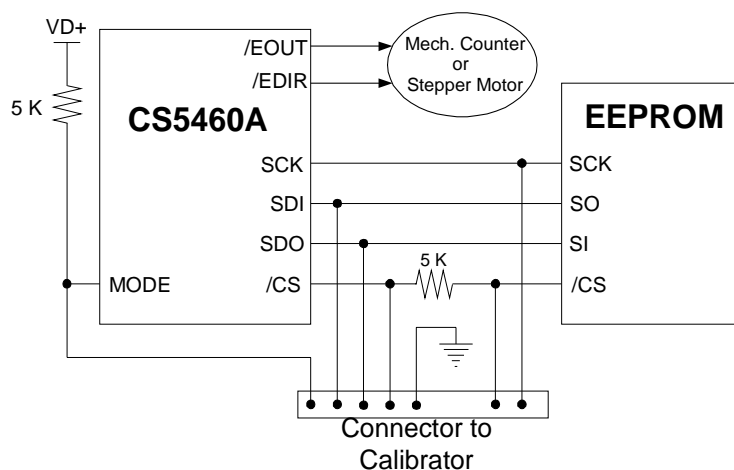 VD+
5 K
CS5460A
/EOUT
/EDIR
Mech. Counter
or
Stepper Motor
EEPROM
SCK
SCK
SDI
SO
SDO
SI
5 K
MODE
/CS
/CS
Connector to
Calibrator